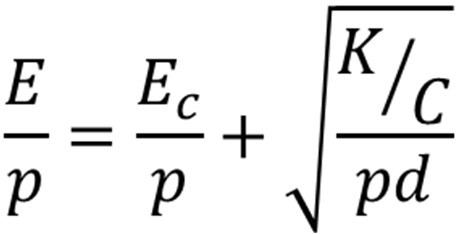 E/p = E_c/p + √((K/C)/(pd))